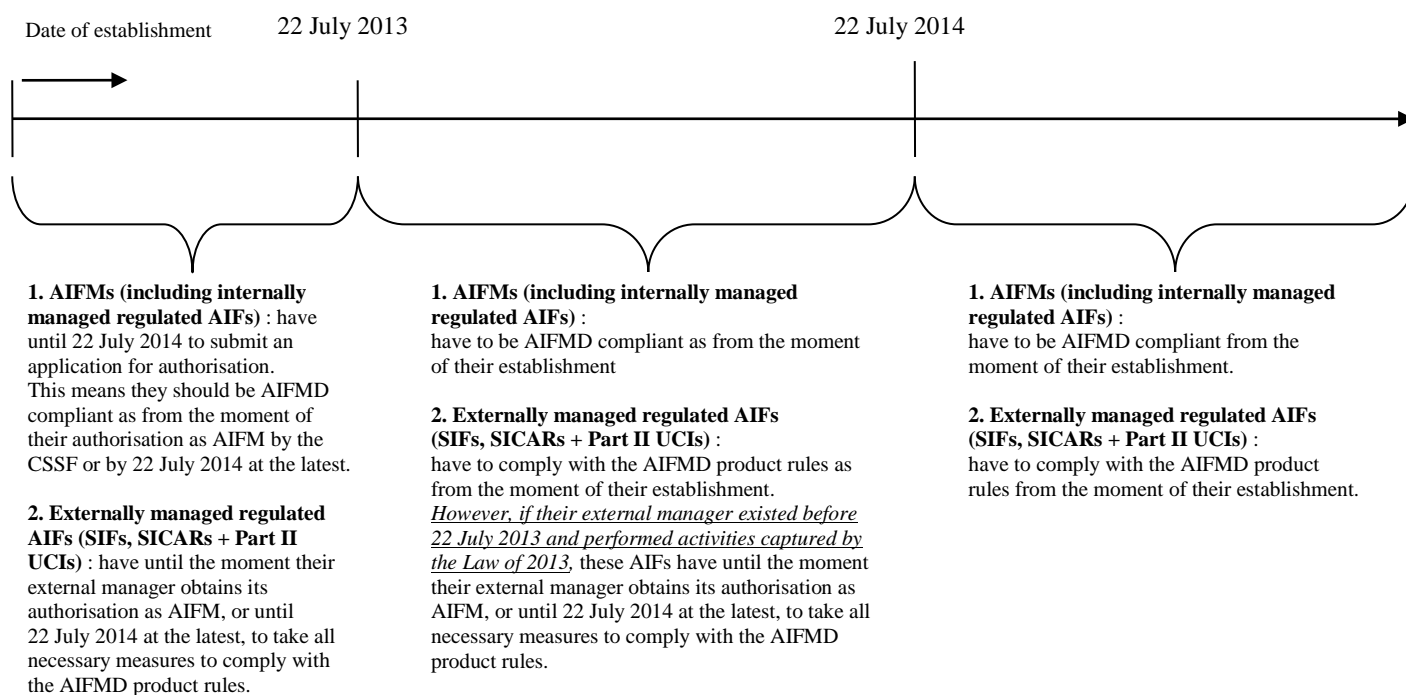 Date of establishment
22 July 2013
22 July 2014
1. AIFMs (including internally
managed regulated AIFs) : have
until 22 July 2014 to submit an
application for authorisation.
This means they should be AIFMD
compliant as from the moment of
their authorisation as AIFM by the
CSSF or by 22 July 2014 at the latest.
2. Externally managed regulated
AIFs (SIFs, SICARs + Part II
UCIs) : have until the moment their
external manager obtains its
authorisation as AIFM, or until
22 July 2014 at the latest, to take all
necessary measures to comply with
the AIFMD product rules.
1. AIFMs (including internally managed
regulated AIFs) :
have to be AIFMD compliant as from the moment
of their establishment
2. Externally managed regulated AIFs
(SIFs, SICARs + Part II UCIs) :
have to comply with the AIFMD product rules as
from the moment of their establishment.
However, if their external manager existed before
22 July 2013 and performed activities captured by
the Law of 2013, these AIFs have until the moment
their external manager obtains its authorisation as
AIFM, or until 22 July 2014 at the latest, to take all
necessary measures to comply with the AIFMD
product rules.
1. AIFMs (including internally managed
regulated AIFs) :
have to be AIFMD compliant from the
moment of their establishment.
2. Externally managed regulated AIFs
(SIFs, SICARs + Part II UCIs) :
have to comply with the AIFMD product
rules from the moment of their establishment.